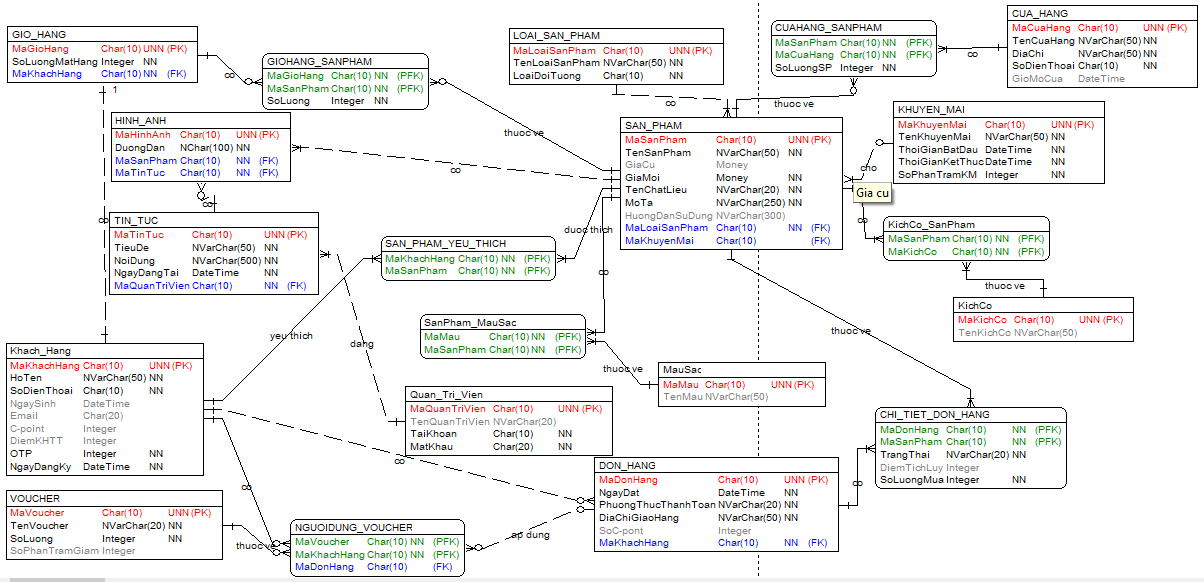 GIO_HANG
MaGioHang Char(10) UNN (PK)
SoLuongMatHang Integer NN
MaKhachHang Char(10) NN (FK)
∞
1
GIOHANG_SANPHAM
MaGioHang Char(10) NN (PFK)
MaSanPham Char(10) NN (PFK)
SoLuong Integer NN
LOAI_SAN_PHAM
MaLoaiSanPham Char(10) UNN (PK)
TenLoaiSanPham NVarChar(50) NN
LoaiDoiTuong Char(10) NN
∞
CUAHANG_SANPHAM
MaSanPham Char(10) NN (PFK)
MaCuaHang Char(10) NN (PFK)
SoLuongSP Integer NN
∞
CUA_HANG
MaCuaHang Char(10) UNN (PK)
TenCuaHang NVarChar(50) NN
DiaChi NVarChar(50) NN
SoDienThoai Char(10) NN
GioMoCua DateTime
thuoc ve
thuoc ve
HINH_ANH
MaHinhAnh Char(10) UNN (PK)
DuongDan NChar(100) NN
MaSanPham Char(10) NN (FK)
MaTinTuc Char(10) NN (FK)
∞
∞
SAN_PHAM
MaSanPham Char(10) UNN (PK)
TenSanPham NVarChar(50) NN
GiaCu Money
GiaMoi Money NN
TenChatLieu NVarChar(20) NN
MoTa NVarChar(250) NN
HuongDanSuDung NVarChar(300)
MaLoaiSanPham Char(10) NN (FK)
MaKhuyenMai Char(10) (FK)
KHUYEN_MAI
MaKhuyenMai Char(10) UNN (PK)
TenKhuyenMai NVarChar(50) NN
ThoiGianBatDau DateTime NN
ThoiGianKetThuc DateTime NN
SoPhanTramKM Integer NN
cho
Gia cu
∞
KichCo_SanPham
MaSanPham Char(10) NN (PFK)
MaKichCo Char(10) NN (PFK)
thuoc ve
KichCo
MaKichCo Char(10) UNN (PK)
TenKichCo NVarChar(50)
∞
TIN_TUC
MaTinTuc Char(10) UNN (PK)
TieuDe NVarChar(50) NN
NoiDung NVarChar(500) NN
NgayDangTai DateTime NN
MaQuanTriVien Char(10) NN (FK)
duoc thich
SAN_PHAM_YEU_THICH
MaKhachHang Char(10) NN (PFK)
MaSanPham Char(10) NN (PFK)
∞
yeu thich
dang
SanPham_MauSac
MaMau Char(10) NN (PFK)
MaSanPham Char(10) NN (PFK)
thuoc ve
thuoc ve
MauSac
MaMau Char(10) UNN (PK)
TenMau NVarChar(50)
Khach_Hang
MaKhachHang Char(10) UNN (PK)
HoTen NVarChar(50) NN
SoDienThoai Char(10) NN
NgaySinh DateTime
Email Char(20)
C-point Integer
DiemKHTT Integer
OTP Integer NN
NgayDangKy DateTime NN
Quan_Tri_Vien
MaQuanTriVien Char(10) UNN (PK)
TenQuanTriVien NVarChar(20)
TaiKhoan Char(10) NN
MatKhau Char(20) NN
∞
∞
CHI_TIET_DON_HANG
MaDonHang Char(10) NN (PFK)
MaSanPham Char(10) NN (PFK)
TrangThai NVarChar(20) NN
DiemTichLuy Integer
SoLuongMua Integer NN
∞
DON_HANG
MaDonHang Char(10) UNN (PK)
NgayDat DateTime NN
PhuongThucThanhToan NVarChar(20) NN
DiaChiGiaoHang NVarChar(50) NN
SoC-pont Integer
MaKhachHang Char(10) NN (FK)
VOUCHER
MaVoucher Char(10) UNN (PK)
TenVoucher NVarChar(20) NN
SoLuong Integer NN
SoPhanTramGiam Integer
thuoc
NGUOIDUNG_VOUCHER
MaVoucher Char(10) NN (PFK)
MaKhachHang Char(10) NN (PFK)
MaDonHang Char(10) (FK)
ap dung